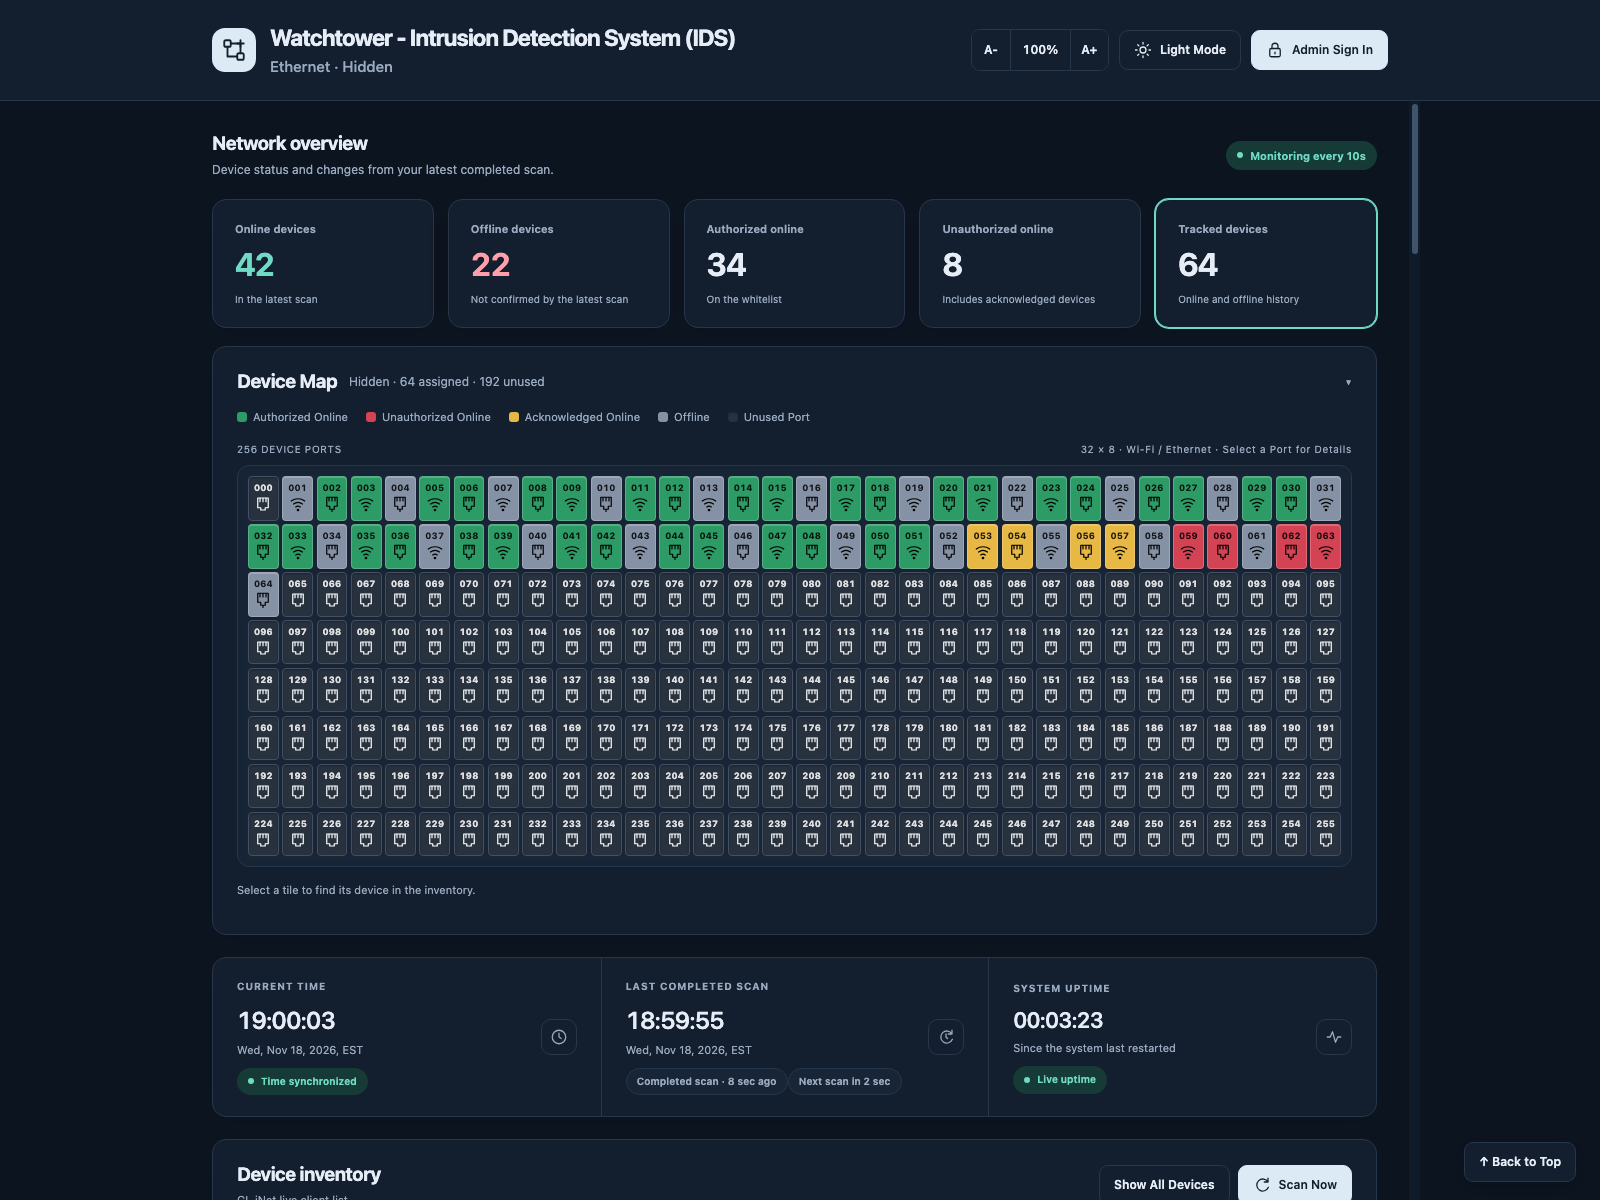 Watchtower - Intrusion Detection System (IDS)
Ethernet · Hidden
A- 100% A+ Light Mode Admin Sign In
Network overview
Device status and changes from your latest completed scan.
Monitoring every 10s
Online devices
42
In the latest scan
Offline devices
22
Not confirmed by the latest scan
Authorized online
34
On the whitelist
Unauthorized online
8
Includes acknowledged devices
Tracked devices
64
Online and offline history
Device Map Hidden · 64 assigned · 192 unused ▾
Authorized Online Unauthorized Online Acknowledged Online Offline Unused Port
256 DEVICE PORTS 32 × 8 · Wi-Fi / Ethernet · Select a Port for Details
000 001 002 003 004 005 006 007 008 009 010 011 012 013 014 015 016 017 018 019 020 021 022 023 024 025 026 027 028 029 030 031
032 033 034 035 036 037 038 039 040 041 042 043 044 045 046 047 048 049 050 051 052 053 054 055 056 057 058 059 060 061 062 063
064 065 066 067 068 069 070 071 072 073 074 075 076 077 078 079 080 081 082 083 084 085 086 087 088 089 090 091 092 093 094 095
096 097 098 099 100 101 102 103 104 105 106 107 108 109 110 111 112 113 114 115 116 117 118 119 120 121 122 123 124 125 126 127
128 129 130 131 132 133 134 135 136 137 138 139 140 141 142 143 144 145 146 147 148 149 150 151 152 153 154 155 156 157 158 159
160 161 162 163 164 165 166 167 168 169 170 171 172 173 174 175 176 177 178 179 180 181 182 183 184 185 186 187 188 189 190 191
192 193 194 195 196 197 198 199 200 201 202 203 204 205 206 207 208 209 210 211 212 213 214 215 216 217 218 219 220 221 222 223
224 225 226 227 228 229 230 231 232 233 234 235 236 237 238 239 240 241 242 243 244 245 246 247 248 249 250 251 252 253 254 255
Select a tile to find its device in the inventory.
CURRENT TIME
19:00:03
Wed, Nov 18, 2026, EST
Time synchronized
LAST COMPLETED SCAN
18:59:55
Wed, Nov 18, 2026, EST
Completed scan · 8 sec ago Next scan in 2 sec
SYSTEM UPTIME
00:03:23
Since the system last restarted
Live uptime
Device inventory
GL.iNet live client list
Show All Devices Scan Now
↑ Back to Top